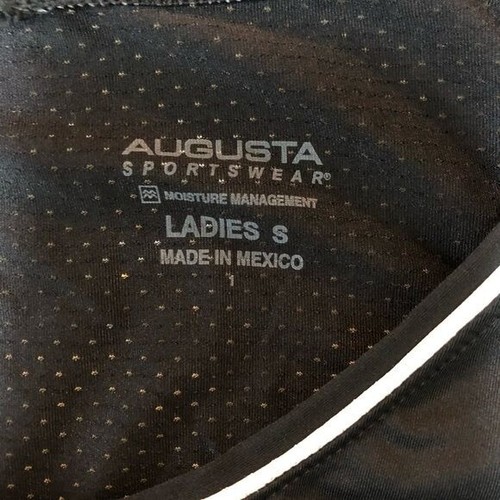 AUGUSTA
SPORTSWEAR®
MOISTURE MANAGEMENT
LADIES S
MADE IN MEXICO
1